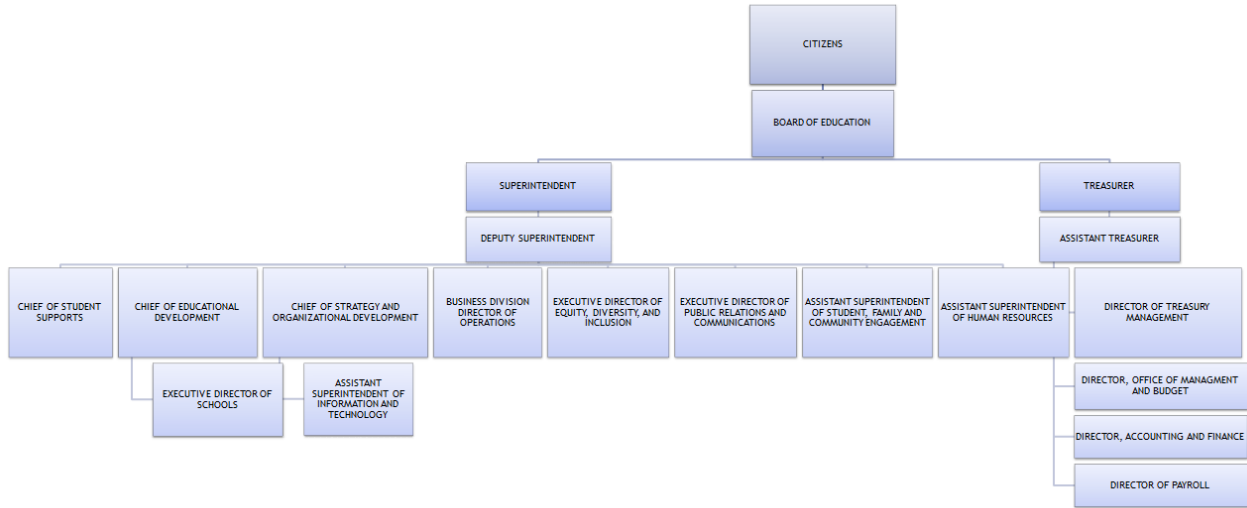 CITIZENS
BOARD OF EDUCATION
SUPERINTENDENT
TREASURER
DEPUTY SUPERINTENDENT
ASSISTANT TREASURER
CHIEF OF STUDENT
SUPPORTS
CHIEF OF EDUCATIONAL
DEVELOPMENT
CHIEF OF STRATEGY AND
ORGANIZATIONAL DEVELOPMENT
BUSINESS DIVISION
DIRECTOR OF
OPERATIONS
EXECUTIVE DIRECTOR OF
EQUITY, DIVERSITY, AND
INCLUSION
EXECUTIVE DIRECTOR OF
PUBLIC RELATIONS AND
COMMUNICATIONS
ASSISTANT SUPERINTENDENT
OF STUDENT, FAMILY AND
COMMUNITY ENGAGEMENT
ASSISTANT SUPERINTENDENT
OF HUMAN RESOURCES
DIRECTOR OF TREASURY
MANAGEMENT
EXECUTIVE DIRECTOR OF
SCHOOLS
ASSISTANT
SUPERINTENDENT OF
INFORMATION AND
TECHNOLOGY
DIRECTOR, OFFICE OF MANAGMENT
AND BUDGET
DIRECTOR, ACCOUNTING AND FINANCE
DIRECTOR OF PAYROLL